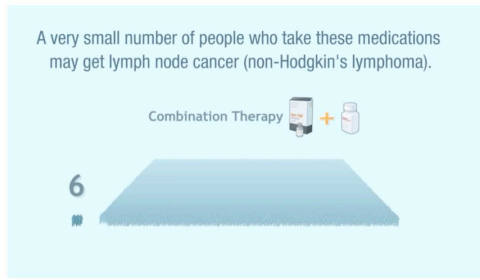 A very small number of people who take these medications
may get lymph node cancer (non-Hodgkin's lymphoma).
Combination Therapy +
6